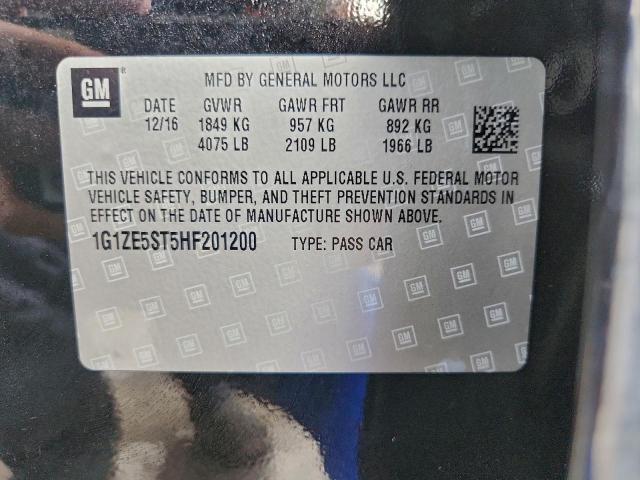 GM
MFD BY GENERAL MOTORS LLC
DATE GVWR GAWR FRT GAWR RR
12/16 1849 KG 957 KG 892 KG
4075 LB 2109 LB 1966 LB
THIS VEHICLE CONFORMS TO ALL APPLICABLE U.S. FEDERAL MOTOR
VEHICLE SAFETY, BUMPER, AND THEFT PREVENTION STANDARDS IN
EFFECT ON THE DATE OF MANUFACTURE SHOWN ABOVE.
1G1ZE5ST5HF201200 TYPE: PASS CAR